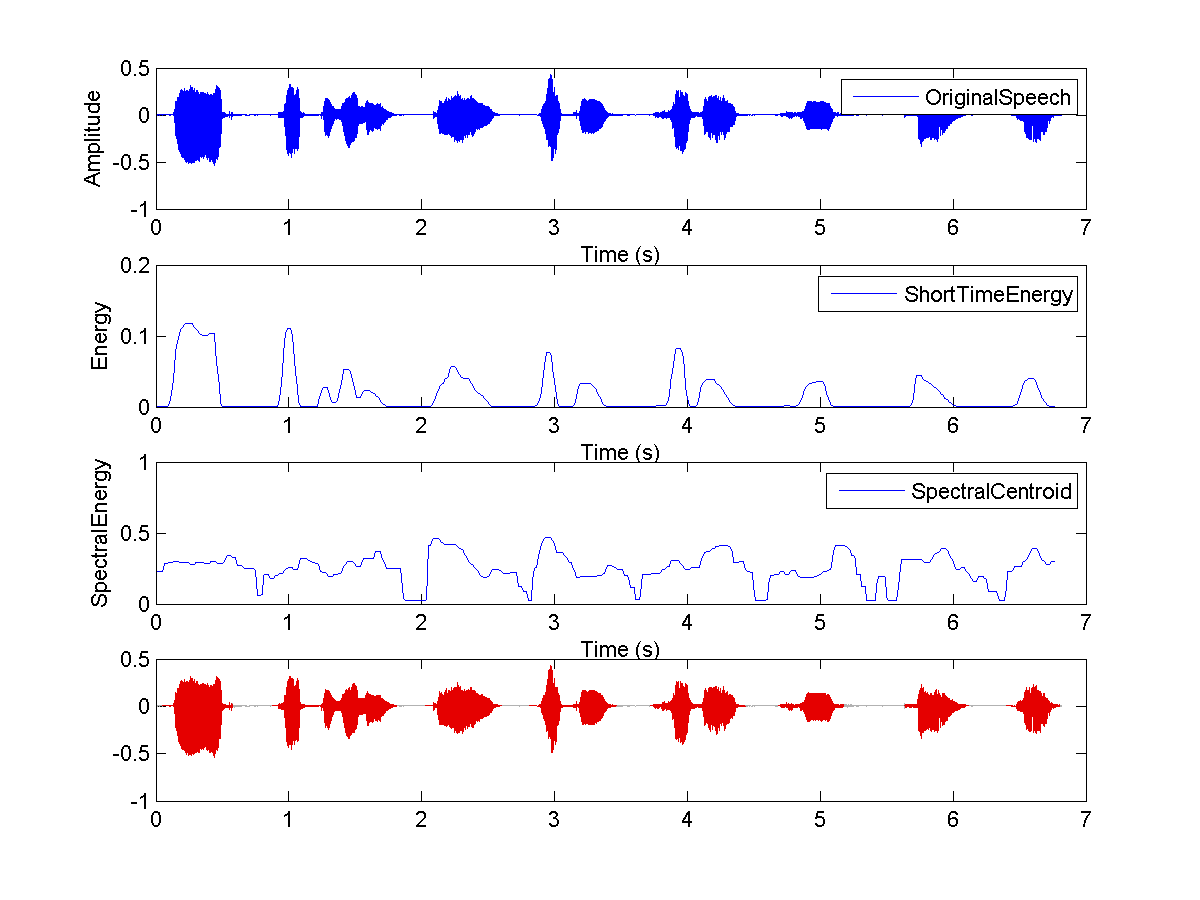 0.5
0
-0.5
-1
Amplitude
OriginalSpeech
0 1 2 3 4 5 6 7
Time (s)
0.2
0.1
0
Energy
ShortTimeEnergy
0 1 2 3 4 5 6 7
Time (s)
1
0.5
0
SpectralEnergy
SpectralCentroid
0 1 2 3 4 5 6 7
Time (s)
0.5
0
-0.5
-1
0 1 2 3 4 5 6 7